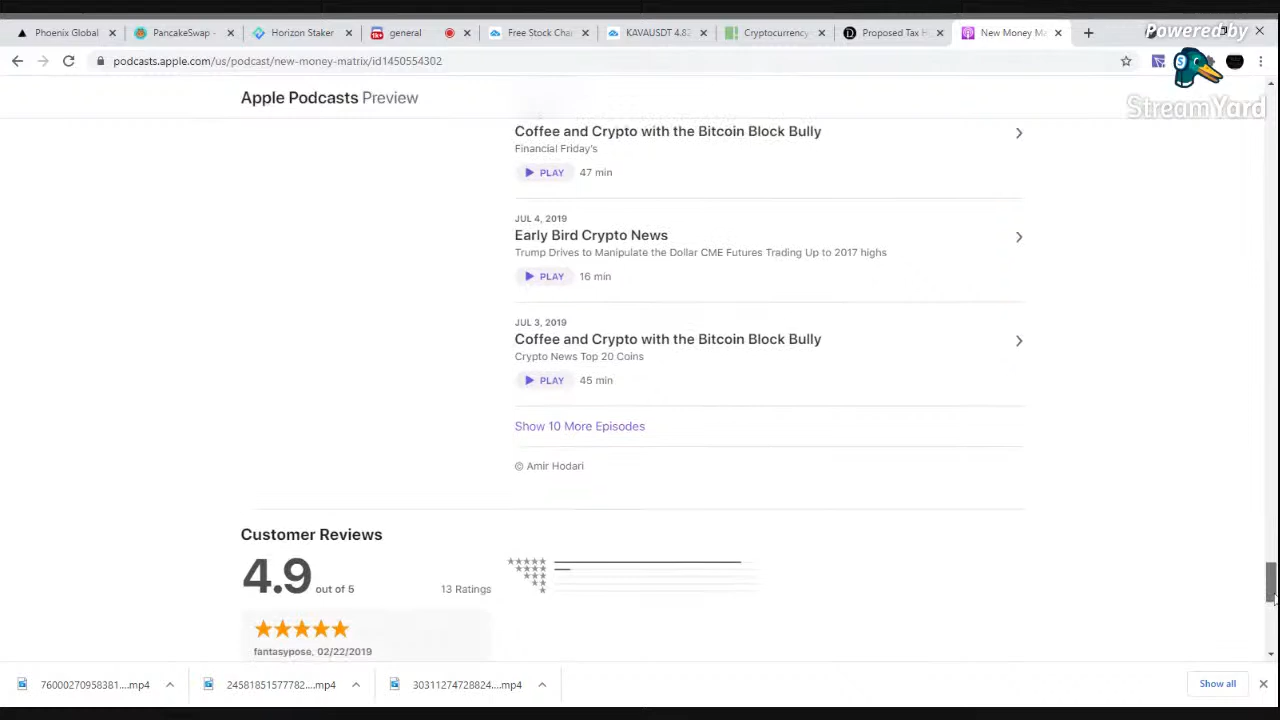 Phoenix Global
PancakeSwap -
Horizon Staker
general
Free Stock Cha
KAVAUSDT 4.82
Cryptocurrency
Proposed Tax H
New Money Ma
Powered by
podcasts.apple.com/us/podcast/new-money-matrix/id1450554302
StreamYard
Apple Podcasts Preview
Coffee and Crypto with the Bitcoin Block Bully
Financial Friday's
PLAY 47 min
JUL 4, 2019
Early Bird Crypto News
Trump Drives to Manipulate the Dollar CME Futures Trading Up to 2017 highs
PLAY 16 min
JUL 3, 2019
Coffee and Crypto with the Bitcoin Block Bully
Crypto News Top 20 Coins
PLAY 45 min
Show 10 More Episodes
© Amir Hodari
Customer Reviews
4.9 out of 5
13 Ratings
fantasypose, 02/22/2019
76000270958381....mp4
24581851577782....mp4
30311274728824....mp4
Show all